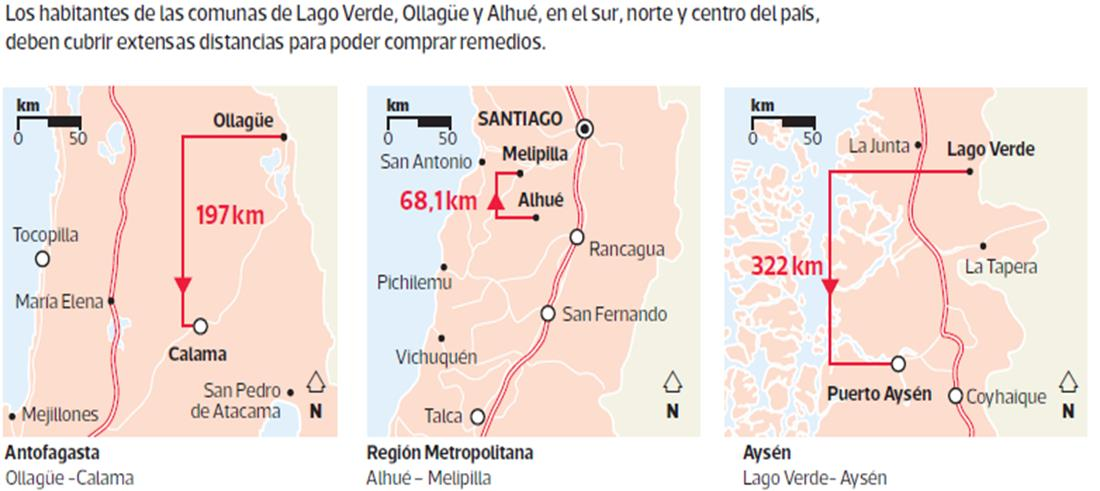 Los habitantes de las comunas de Lago Verde, Ollagüe y Alhué, en el sur, norte y centro del país,
deben cubrir extensas distancias para poder comprar remedios.
km
0 50
Ollagüe
197 km
Tocopilla
María Elena
Calama
San Pedro
de Atacama
Mejillones
N
Antofagasta
Ollagüe -Calama
km
0 50
SANTIAGO
San Antonio
Melipilla
68,1 km
Alhué
Rancagua
Pichilemu
San Fernando
Vichuquén
Talca
N
Región Metropolitana
Alhué – Melipilla
km
0 50
La Junta
Lago Verde
322 km
La Tapera
Puerto Aysén
Coyhaique
N
Aysén
Lago Verde- Aysén